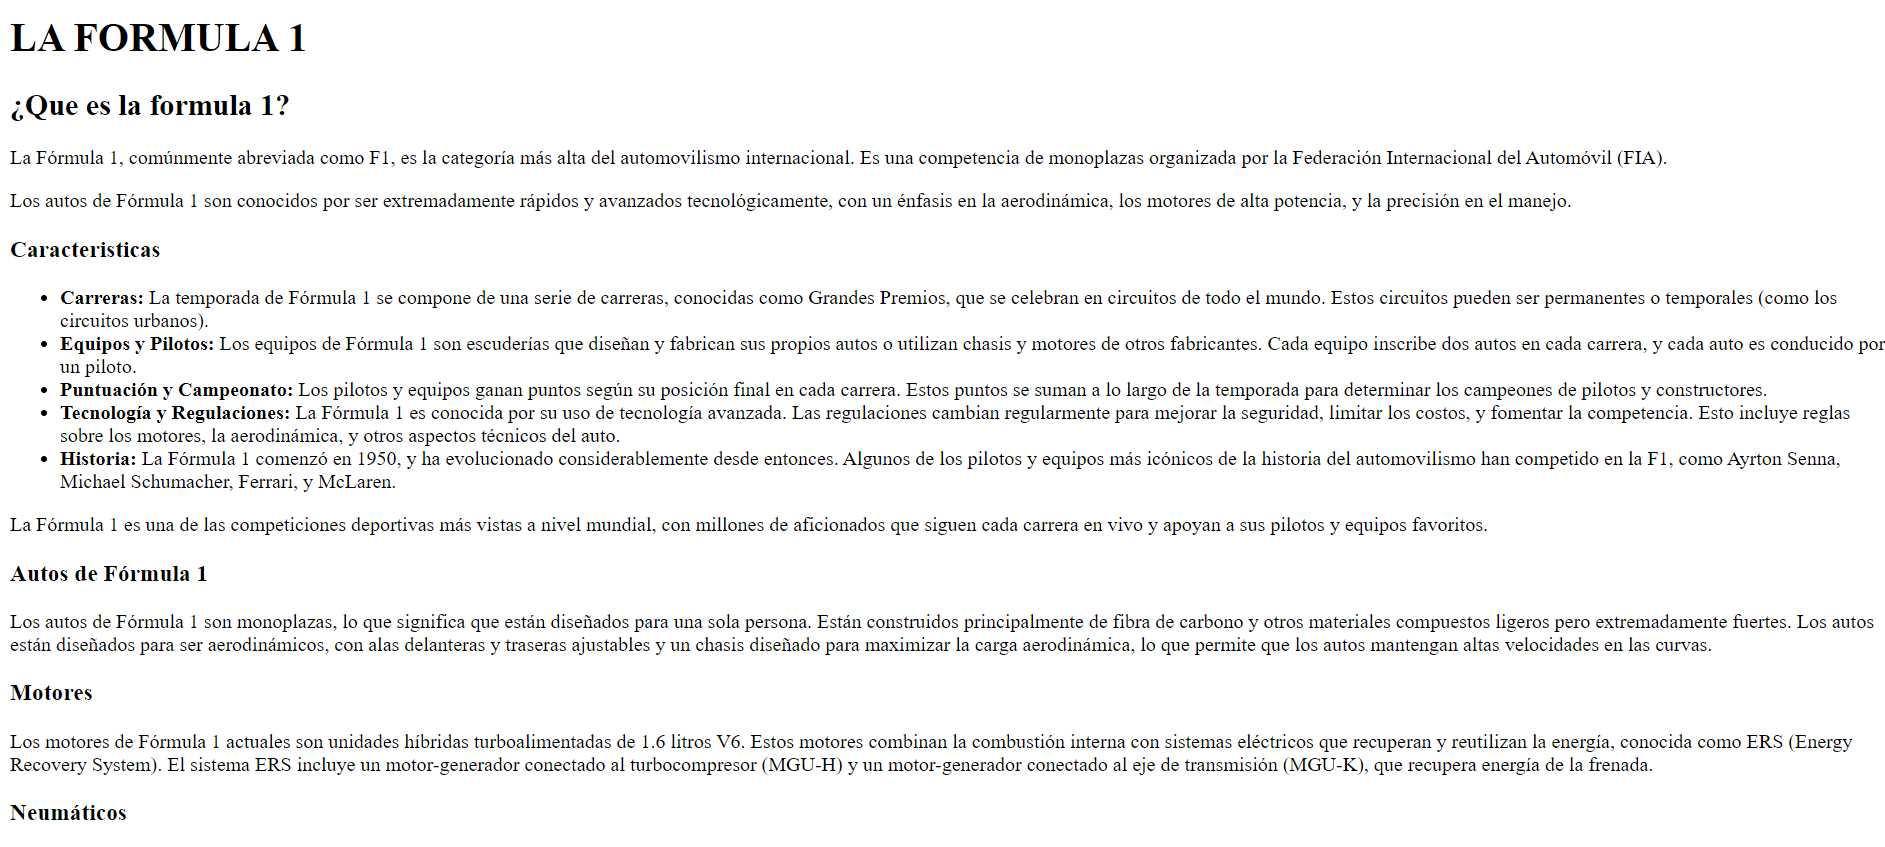 LA FORMULA 1
¿Que es la formula 1?
La Fórmula 1, comúnmente abreviada como F1, es la categoría más alta del automovilismo internacional. Es una competencia de monoplazas organizada por la Federación Internacional del Automóvil (FIA).
Los autos de Fórmula 1 son conocidos por ser extremadamente rápidos y avanzados tecnológicamente, con un énfasis en la aerodinámica, los motores de alta potencia, y la precisión en el manejo.
Caracteristicas
• Carreras: La temporada de Fórmula 1 se compone de una serie de carreras, conocidas como Grandes Premios, que se celebran en circuitos de todo el mundo. Estos circuitos pueden ser permanentes o temporales (como los
circuitos urbanos).
• Equipos y Pilotos: Los equipos de Fórmula 1 son escuderías que diseñan y fabrican sus propios autos o utilizan chasis y motores de otros fabricantes. Cada equipo inscribe dos autos en cada carrera, y cada auto es conducido por
un piloto.
• Puntuación y Campeonato: Los pilotos y equipos ganan puntos según su posición final en cada carrera. Estos puntos se suman a lo largo de la temporada para determinar los campeones de pilotos y constructores.
• Tecnología y Regulaciones: La Fórmula 1 es conocida por su uso de tecnología avanzada. Las regulaciones cambian regularmente para mejorar la seguridad, limitar los costos, y fomentar la competencia. Esto incluye reglas
sobre los motores, la aerodinámica, y otros aspectos técnicos del auto.
• Historia: La Fórmula 1 comenzó en 1950, y ha evolucionado considerablemente desde entonces. Algunos de los pilotos y equipos más icónicos de la historia del automovilismo han competido en la F1, como Ayrton Senna,
Michael Schumacher, Ferrari, y McLaren.
La Fórmula 1 es una de las competiciones deportivas más vistas a nivel mundial, con millones de aficionados que siguen cada carrera en vivo y apoyan a sus pilotos y equipos favoritos.
Autos de Fórmula 1
Los autos de Fórmula 1 son monoplazas, lo que significa que están diseñados para una sola persona. Están construidos principalmente de fibra de carbono y otros materiales compuestos ligeros pero extremadamente fuertes. Los autos
están diseñados para ser aerodinámicos, con alas delanteras y traseras ajustables y un chasis diseñado para maximizar la carga aerodinámica, lo que permite que los autos mantengan altas velocidades en las curvas.
Motores
Los motores de Fórmula 1 actuales son unidades híbridas turboalimentadas de 1.6 litros V6. Estos motores combinan la combustión interna con sistemas eléctricos que recuperan y reutilizan la energía, conocida como ERS (Energy
Recovery System). El sistema ERS incluye un motor-generador conectado al turbocompresor (MGU-H) y un motor-generador conectado al eje de transmisión (MGU-K), que recupera energía de la frenada.
Neumáticos